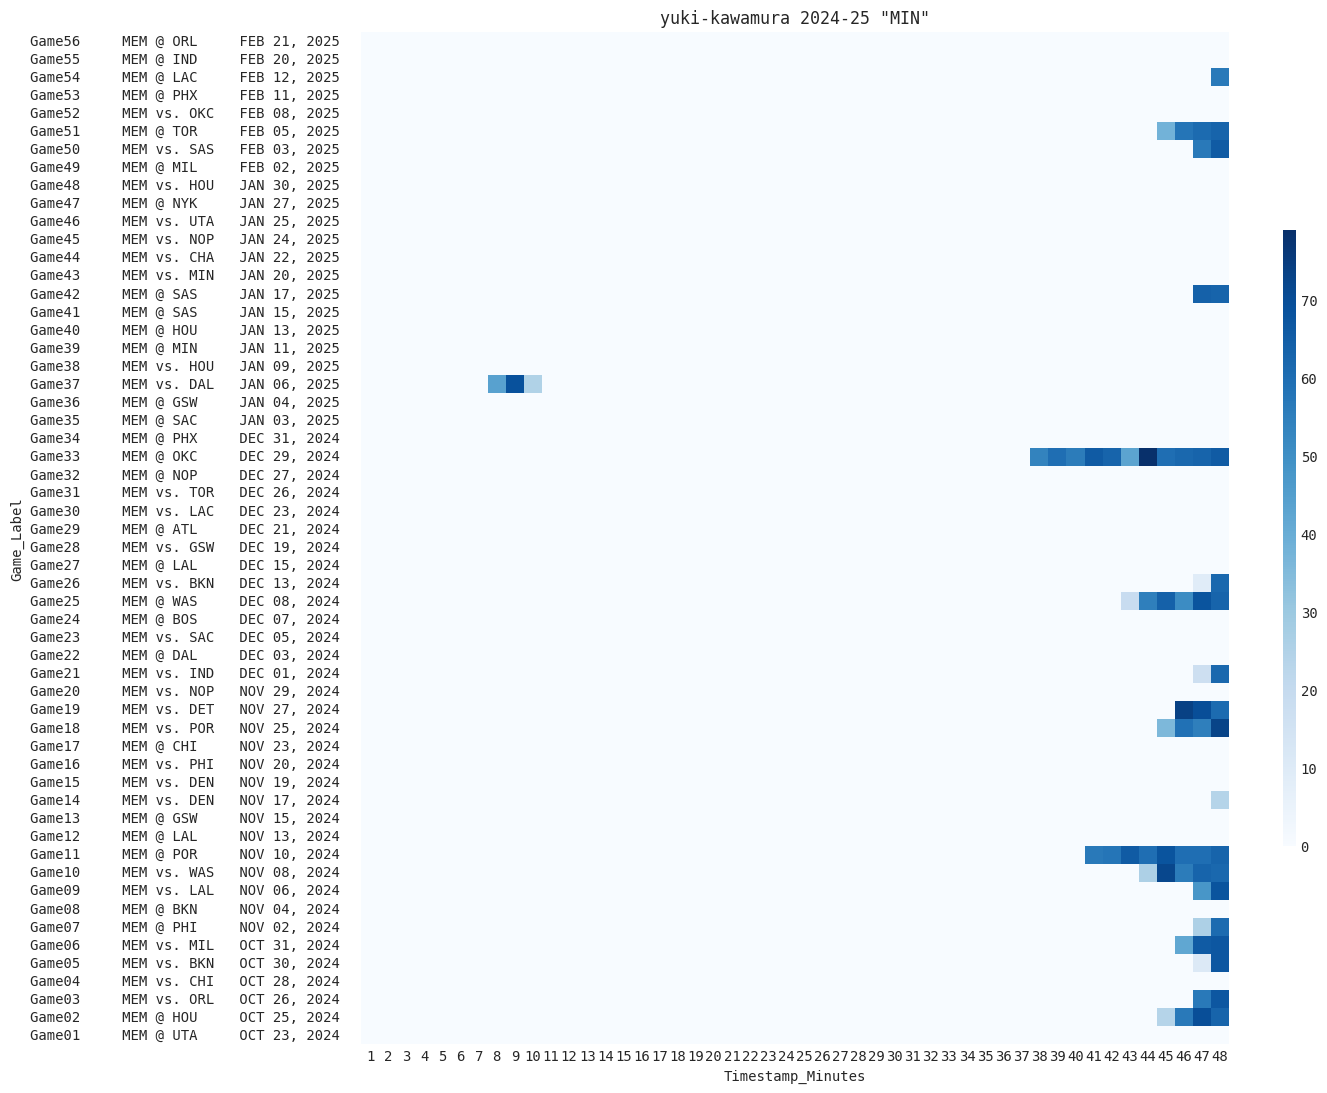 yuki-kawamura 2024-25 "MIN"
Game56 MEM @ ORL FEB 21, 2025
Game55 MEM @ IND FEB 20, 2025
Game54 MEM @ LAC FEB 12, 2025
Game53 MEM @ PHX FEB 11, 2025
Game52 MEM vs. OKC FEB 08, 2025
Game51 MEM @ TOR FEB 05, 2025
Game50 MEM vs. SAS FEB 03, 2025
Game49 MEM @ MIL FEB 02, 2025
Game48 MEM vs. HOU JAN 30, 2025
Game47 MEM @ NYK JAN 27, 2025
Game46 MEM vs. UTA JAN 25, 2025
Game45 MEM vs. NOP JAN 24, 2025
Game44 MEM vs. CHA JAN 22, 2025
Game43 MEM vs. MIN JAN 20, 2025
Game42 MEM @ SAS JAN 17, 2025
Game41 MEM @ SAS JAN 15, 2025
Game40 MEM @ HOU JAN 13, 2025
Game39 MEM @ MIN JAN 11, 2025
Game38 MEM vs. HOU JAN 09, 2025
Game37 MEM vs. DAL JAN 06, 2025
Game36 MEM @ GSW JAN 04, 2025
Game35 MEM @ SAC JAN 03, 2025
Game34 MEM @ PHX DEC 31, 2024
Game33 MEM @ OKC DEC 29, 2024
Game32 MEM @ NOP DEC 27, 2024
Game31 MEM vs. TOR DEC 26, 2024
Game30 MEM vs. LAC DEC 23, 2024
Game29 MEM @ ATL DEC 21, 2024
Game28 MEM vs. GSW DEC 19, 2024
Game27 MEM @ LAL DEC 15, 2024
Game26 MEM vs. BKN DEC 13, 2024
Game25 MEM @ WAS DEC 08, 2024
Game24 MEM @ BOS DEC 07, 2024
Game23 MEM vs. SAC DEC 05, 2024
Game22 MEM @ DAL DEC 03, 2024
Game21 MEM vs. IND DEC 01, 2024
Game20 MEM vs. NOP NOV 29, 2024
Game19 MEM vs. DET NOV 27, 2024
Game18 MEM vs. POR NOV 25, 2024
Game17 MEM @ CHI NOV 23, 2024
Game16 MEM vs. PHI NOV 20, 2024
Game15 MEM vs. DEN NOV 19, 2024
Game14 MEM vs. DEN NOV 17, 2024
Game13 MEM @ GSW NOV 15, 2024
Game12 MEM @ LAL NOV 13, 2024
Game11 MEM @ POR NOV 10, 2024
Game10 MEM vs. WAS NOV 08, 2024
Game09 MEM vs. LAL NOV 06, 2024
Game08 MEM @ BKN NOV 04, 2024
Game07 MEM @ PHI NOV 02, 2024
Game06 MEM vs. MIL OCT 31, 2024
Game05 MEM vs. BKN OCT 30, 2024
Game04 MEM vs. CHI OCT 28, 2024
Game03 MEM vs. ORL OCT 26, 2024
Game02 MEM @ HOU OCT 25, 2024
Game01 MEM @ UTA OCT 23, 2024
Game_Label
1 2 3 4 5 6 7 8 9 10 11 12 13 14 15 16 17 18 19 20 21 22 23 24 25 26 27 28 29 30 31 32 33 34 35 36 37 38 39 40 41 42 43 44 45 46 47 48
Timestamp_Minutes
70
60
50
40
30
20
10
0